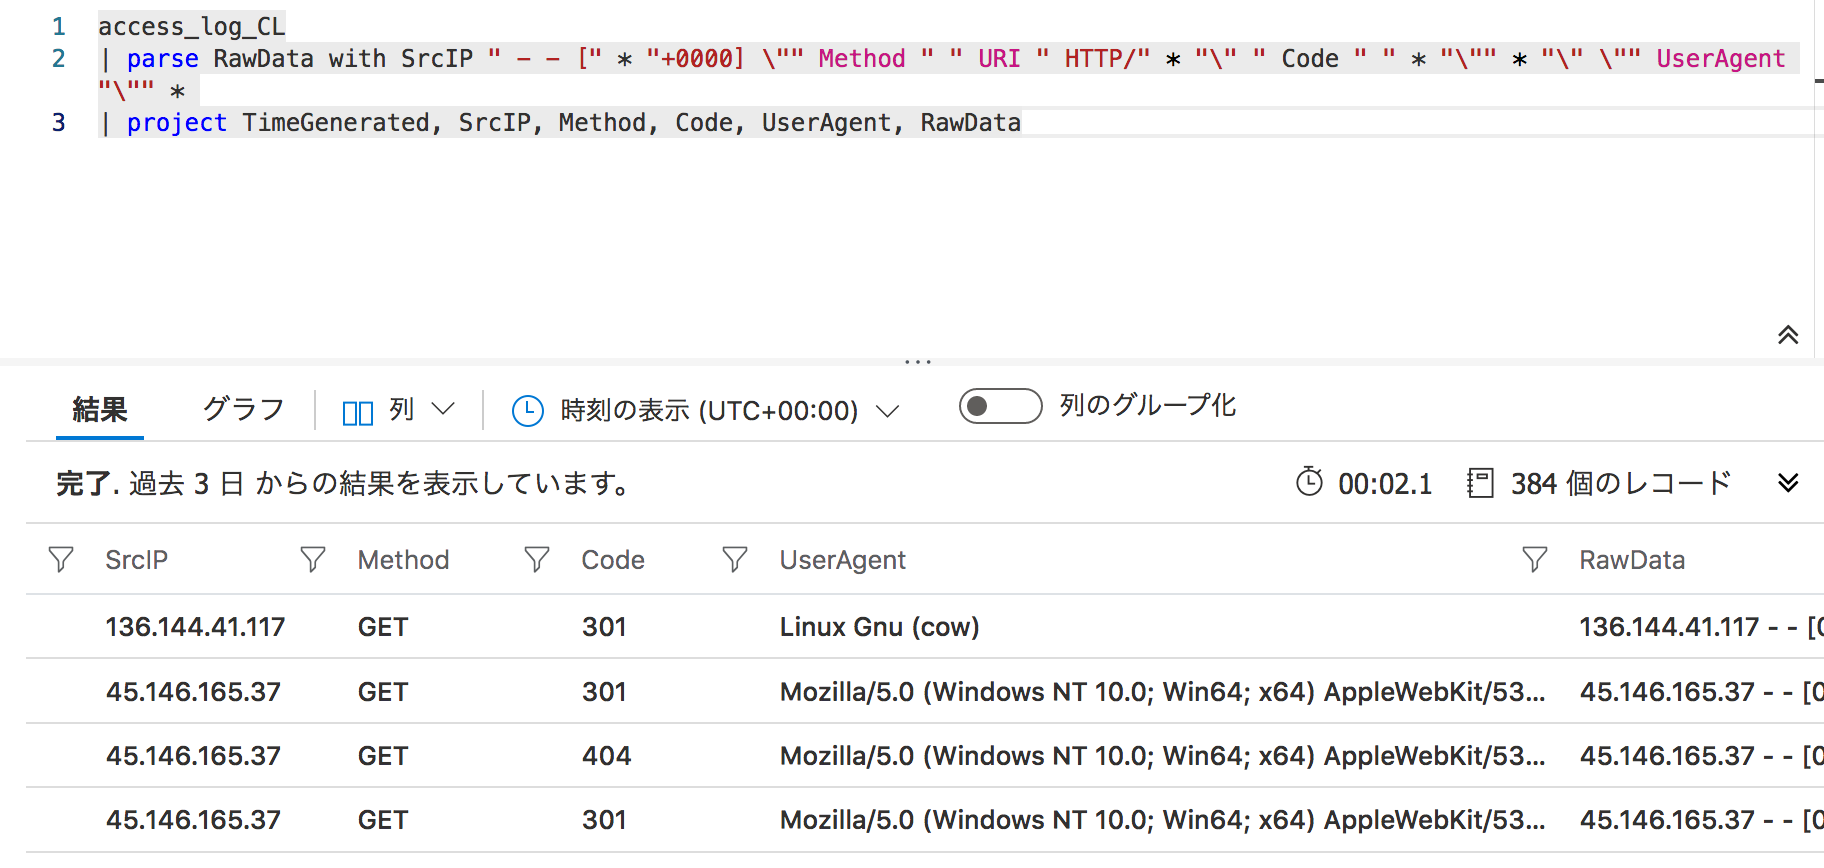 1 access_log_CL
2 | parse RawData with SrcIP " - - [" * "+0000] \"" Method " " URI " HTTP/" * "\" " Code " " * "\"" * "\" \"" UserAgent
"\"" *
3 | project TimeGenerated, SrcIP, Method, Code, UserAgent, RawData
結果 グラフ 列 時刻の表示 (UTC+00:00) 列のグループ化
完了. 過去 3 日 からの結果を表示しています。 00:02.1 384 個のレコード
SrcIP Method Code UserAgent RawData
136.144.41.117 GET 301 Linux Gnu (cow) 136.144.41.117 - - [0
45.146.165.37 GET 301 Mozilla/5.0 (Windows NT 10.0; Win64; x64) AppleWebKit/53... 45.146.165.37 - - [0
45.146.165.37 GET 404 Mozilla/5.0 (Windows NT 10.0; Win64; x64) AppleWebKit/53... 45.146.165.37 - - [0
45.146.165.37 GET 301 Mozilla/5.0 (Windows NT 10.0; Win64; x64) AppleWebKit/53... 45.146.165.37 - - [0